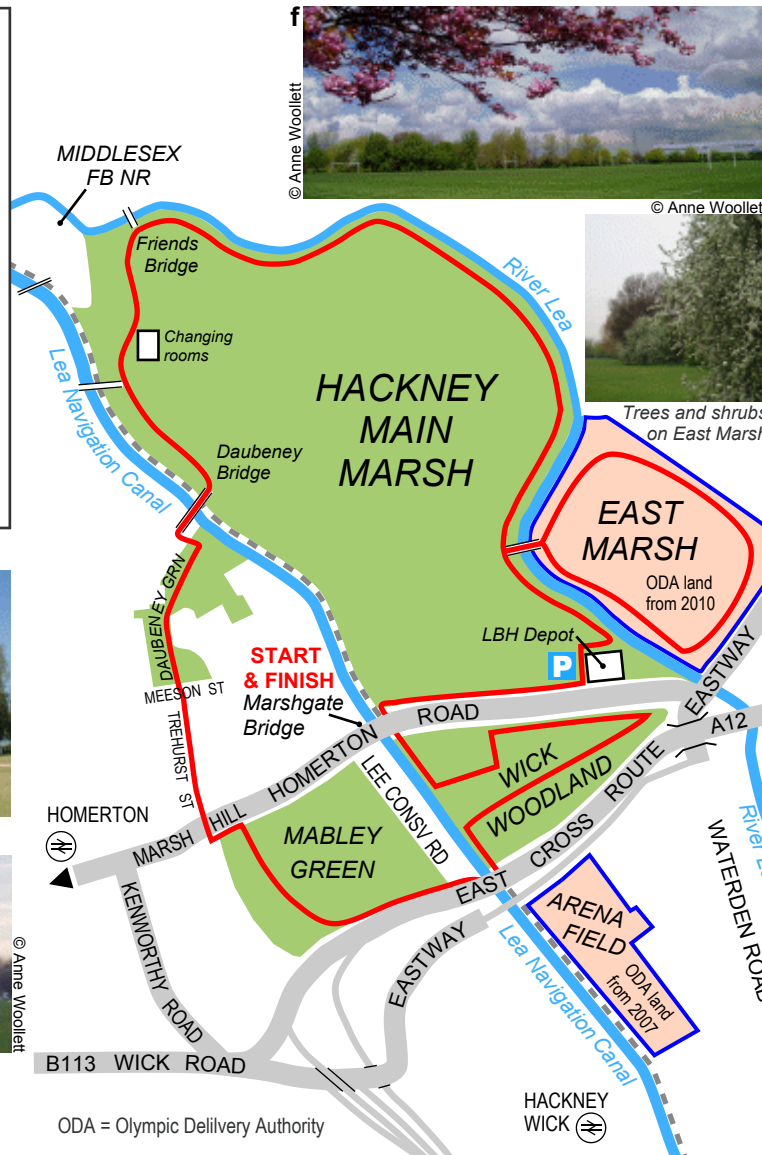 f
© Anne Woollett
© Anne Woollett
MIDDLESEX
FB NR
Friends
Bridge
River Lea
Changing
rooms
Lea Navigation Canal
HACKNEY
MAIN
MARSH
Trees and shrubs
on East Marsh
Daubeney
Bridge
EAST
MARSH
ODA land
from 2010
DAUBENEY GRN
LBH Depot
P
START
& FINISH
Marshgate
Bridge
MEESON ST
TREHURST ST
EASTWAY
A12
HOMERTON ROAD
WICK
WOODLAND
EAST CROSS ROUTE
LEE CONSV RD
HOMERTON
MARSH HILL
MABLEY
GREEN
River L
WATERDEN ROAD
KENWORTHY ROAD
EASTWAY
ARENA
FIELD
ODA land
from 2007
Lea Navigation Canal
© Anne Woollett
B113 WICK ROAD
HACKNEY
WICK
ODA = Olympic Delilvery Authority